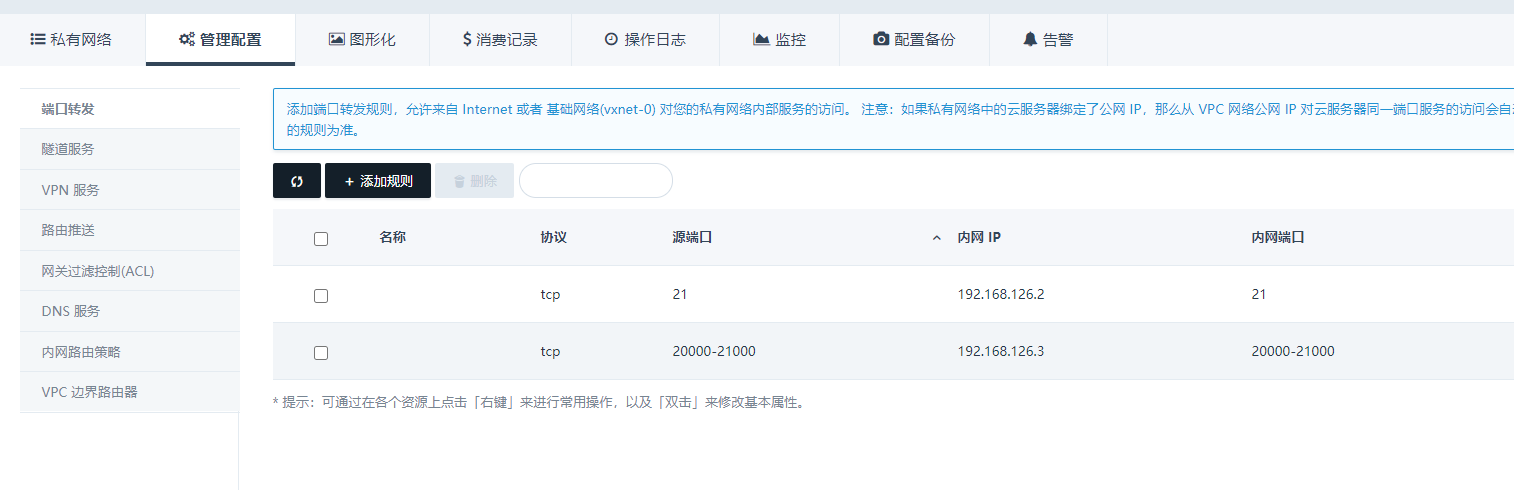 私有网络 管理配置 图形化 消费记录 操作日志 监控 配置备份 告警
端口转发
隧道服务
VPN 服务
路由推送
网关过滤控制(ACL)
DNS 服务
内网路由策略
VPC 边界路由器
添加端口转发规则，允许来自 Internet 或者 基础网络(vxnet-0) 对您的私有网络内部服务的访问。 注意：如果私有网络中的云服务器绑定了公网 IP，那么从 VPC 网络公网 IP 对云服务器同一端口服务的访问会自
的规则为准。
+ 添加规则 删除
名称 协议 源端口 内网 IP 内网端口
tcp 21 192.168.126.2 21
tcp 20000-21000 192.168.126.3 20000-21000
* 提示：可通过在各个资源上点击「右键」来进行常用操作，以及「双击」来修改基本属性。